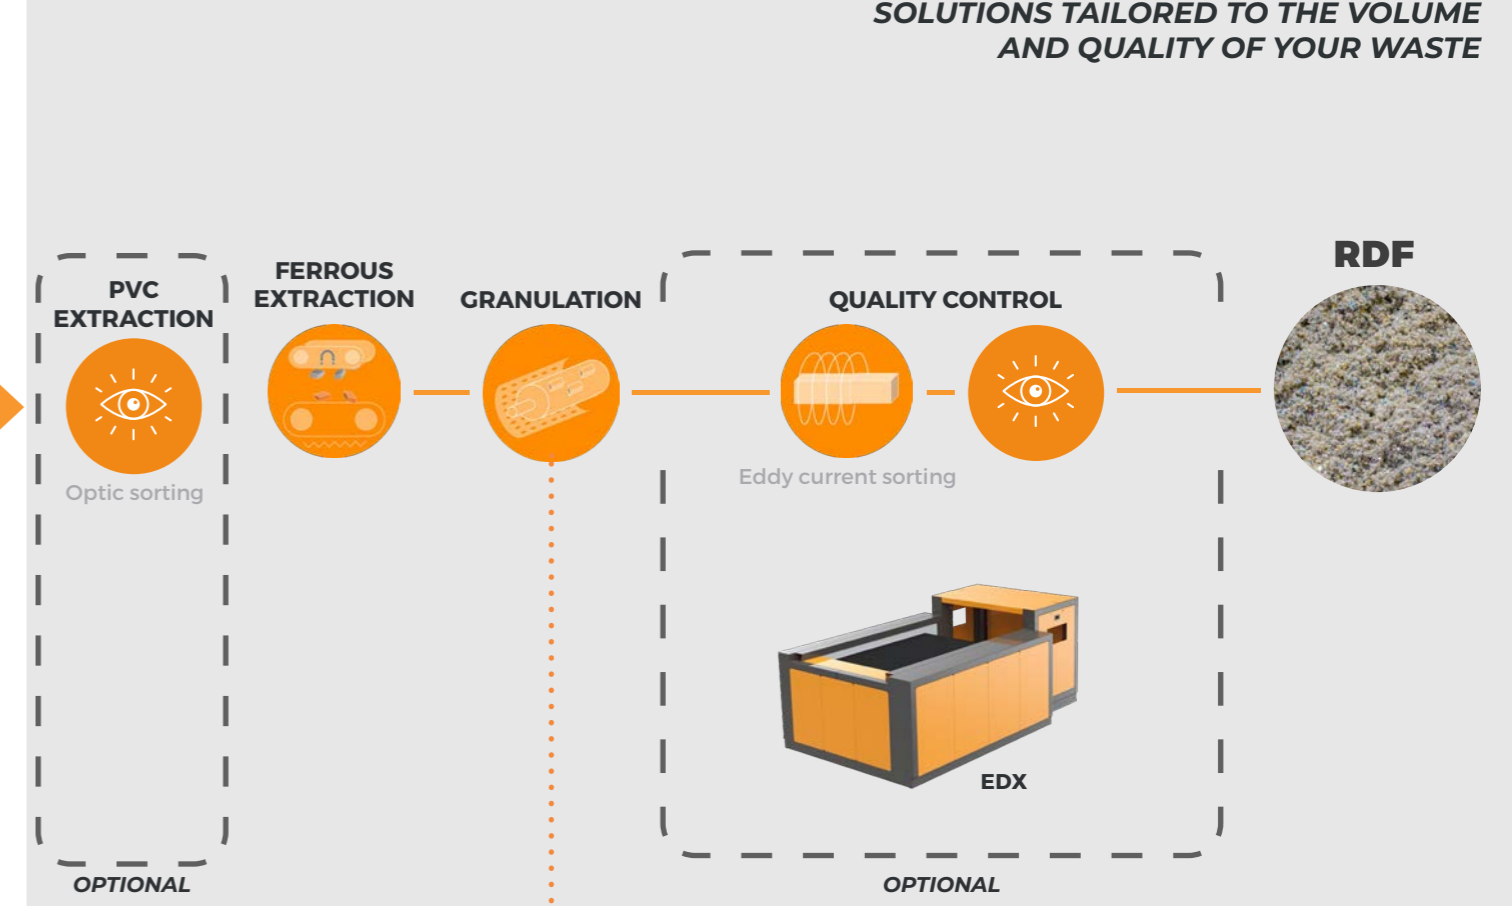 SOLUTIONS TAILORED TO THE VOLUME
AND QUALITY OF YOUR WASTE
PVC
EXTRACTION
Optic sorting
OPTIONAL
FERROUS
EXTRACTION
GRANULATION
QUALITY CONTROL
Eddy current sorting
EDX
OPTIONAL
RDF